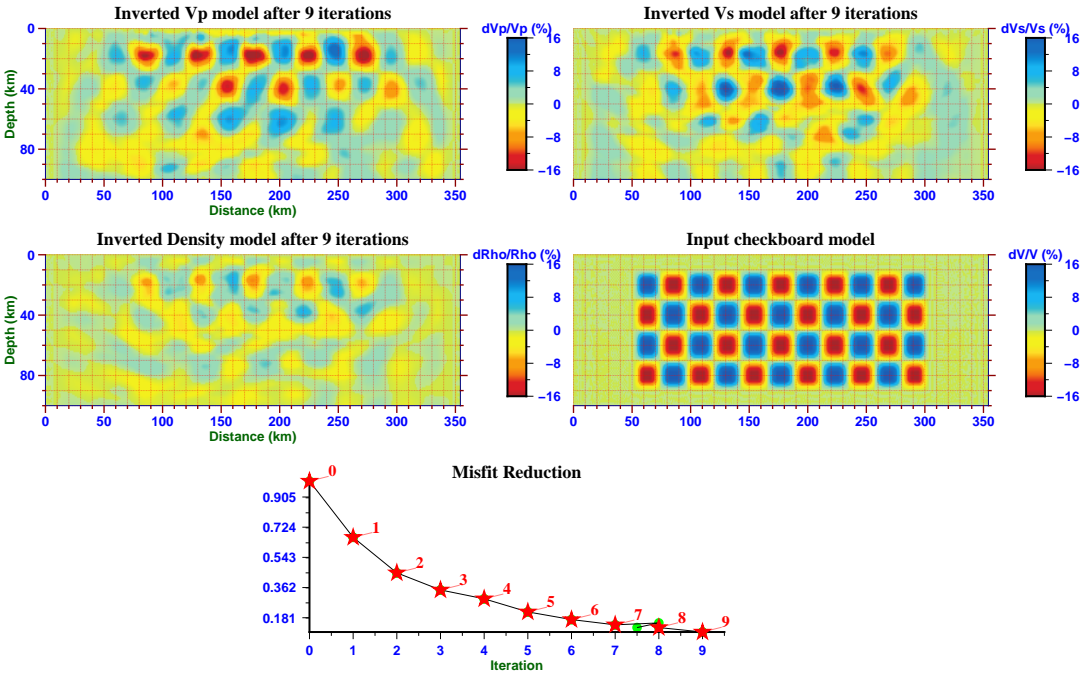 Inverted Vp model after 9 iterations
Inverted Vs model after 9 iterations
dVp/Vp (%)
dVs/Vs (%)
0
40
80
Depth (km)
16
8
0
−8
−16
16
8
0
−8
−16
0 50 100 150 200 250 300 350
Distance (km)
0 50 100 150 200 250 300 350
Inverted Density model after 9 iterations
Input checkboard model
dRho/Rho (%)
dV/V (%)
0
40
80
Depth (km)
16
8
0
−8
−16
16
8
0
−8
−16
0 50 100 150 200 250 300 350
Distance (km)
0 50 100 150 200 250 300 350
Misfit Reduction
0.905
0.724
0.543
0.362
0.181
0
1
2
3
4
5
6
7
8
9
0 1 2 3 4 5 6 7 8 9
Iteration